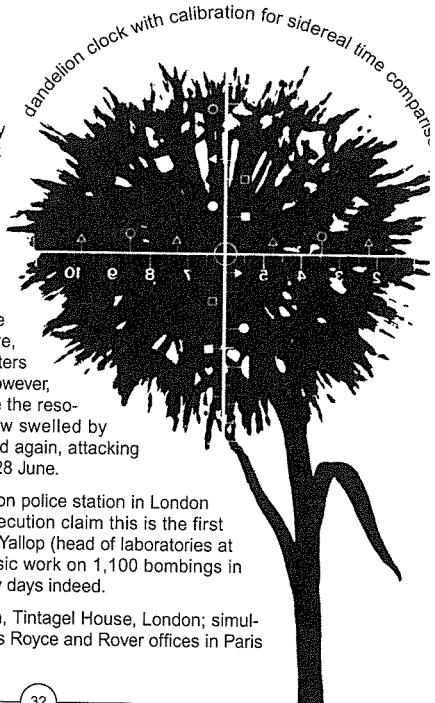 dandelion clock with calibration for sidereal time comparis
10 9 8 7 5 4 3 2
re,
ters
owever,
e the reso-
w swelled by
d again, attacking
28 June.
on police station in London
ecution claim this is the first
Yallop (head of laboratories at
sic work on 1,100 bombings in
y days indeed.
, Tintagel House, London; simul-
s Royce and Rover offices in Paris
32